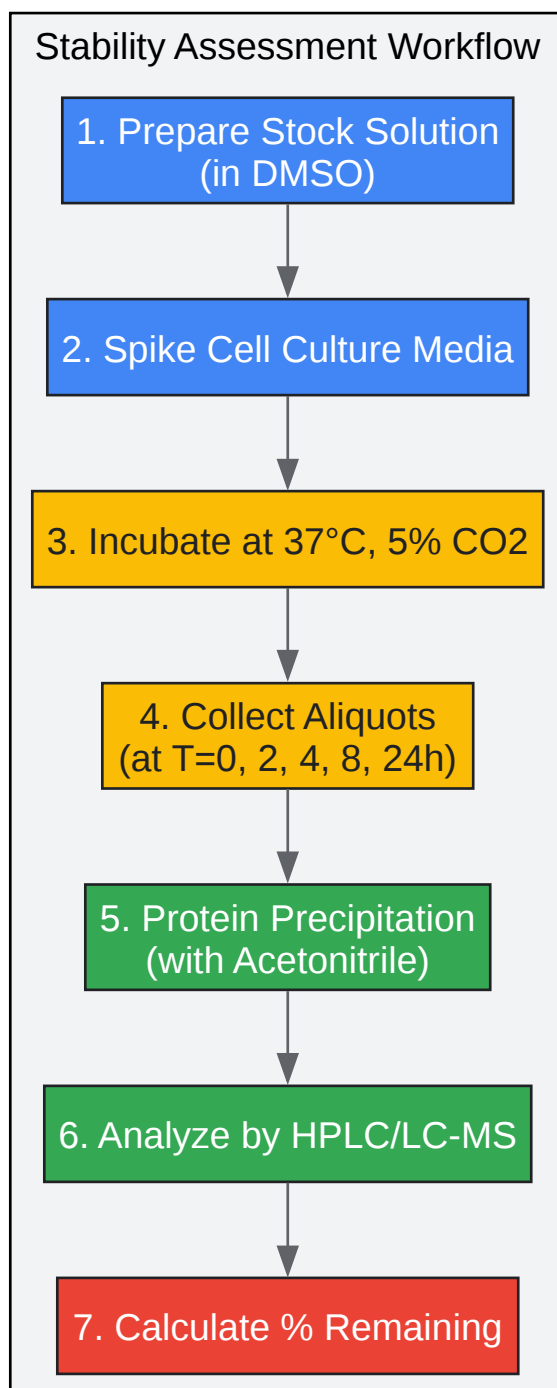 Stability Assessment Workflow
1. Prepare Stock Solution
(in DMSO)
2. Spike Cell Culture Media
3. Incubate at 37°C, 5% CO2
4. Collect Aliquots
(at T=0, 2, 4, 8, 24h)
5. Protein Precipitation
(with Acetonitrile)
6. Analyze by HPLC/LC-MS
7. Calculate % Remaining